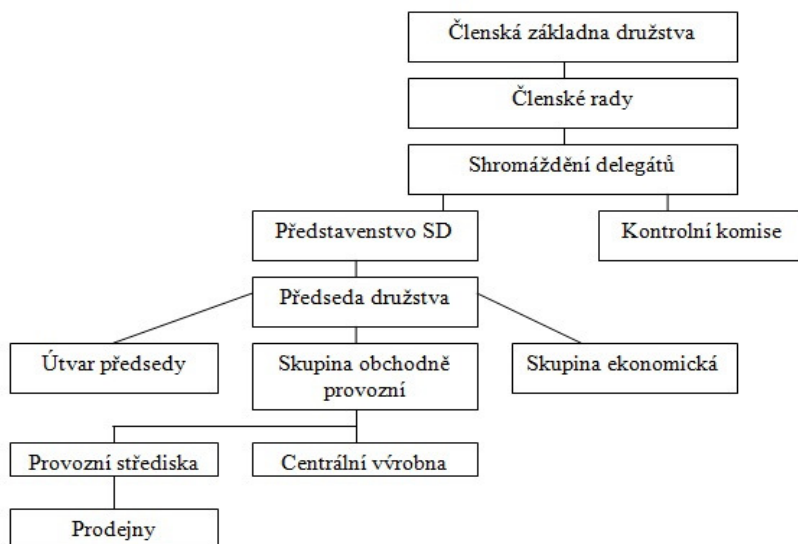 Členská základna družstva
Členské rady
Shromáždění delegátů
Představenstvo SD
Kontrolní komise
Předseda družstva
Útvar předsedy
Skupina obchodně
provozní
Skupina ekonomická
Provozní střediska
Centrální výrobna
Prodejny